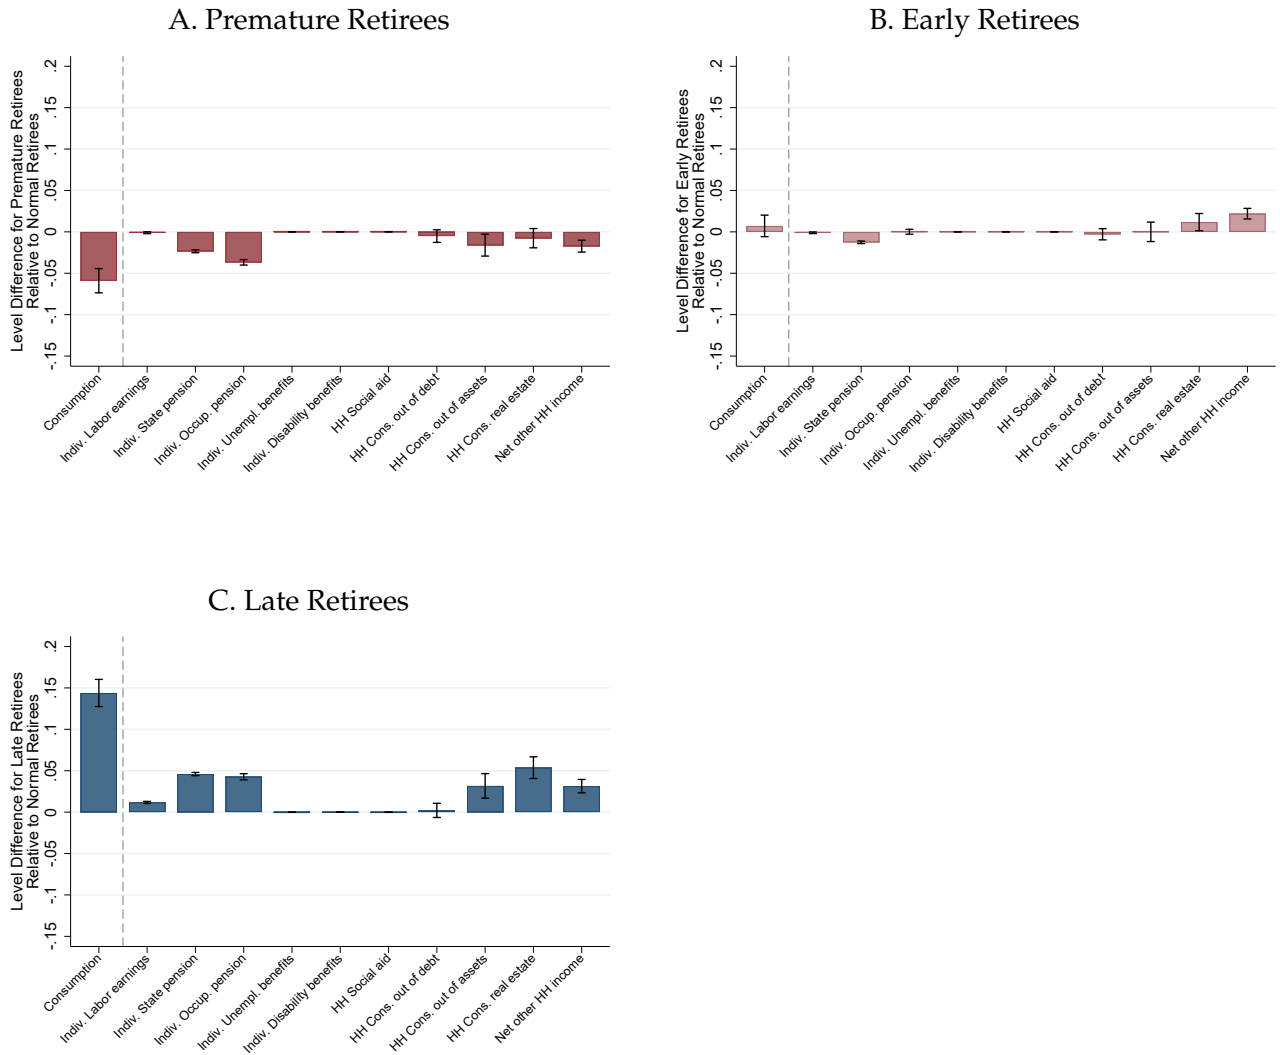 A. Premature Retirees
Level Difference for Premature Retirees
Relative to Normal Retirees
.2
.15
.1
.05
0
-.05
-.1
-.15
Consumption
Indiv. Labor earnings
Indiv. State pension
Indiv. Occup. pension
Indiv. Unempl. benefits
Indiv. Disability benefits
HH Social aid
HH Cons. out of debt
HH Cons. out of assets
HH Cons. real estate
Net other HH income
B. Early Retirees
Level Difference for Early Retirees
Relative to Normal Retirees
.2
.15
.1
.05
0
-.05
-.1
-.15
Consumption
Indiv. Labor earnings
Indiv. State pension
Indiv. Occup. pension
Indiv. Unempl. benefits
Indiv. Disability benefits
HH Social aid
HH Cons. out of debt
HH Cons. out of assets
HH Cons. real estate
Net other HH income
C. Late Retirees
Level Difference for Late Retirees
Relative to Normal Retirees
.2
.15
.1
.05
0
-.05
-.1
-.15
Consumption
Indiv. Labor earnings
Indiv. State pension
Indiv. Occup. pension
Indiv. Unempl. benefits
Indiv. Disability benefits
HH Social aid
HH Cons. out of debt
HH Cons. out of assets
HH Cons. real estate
Net other HH income